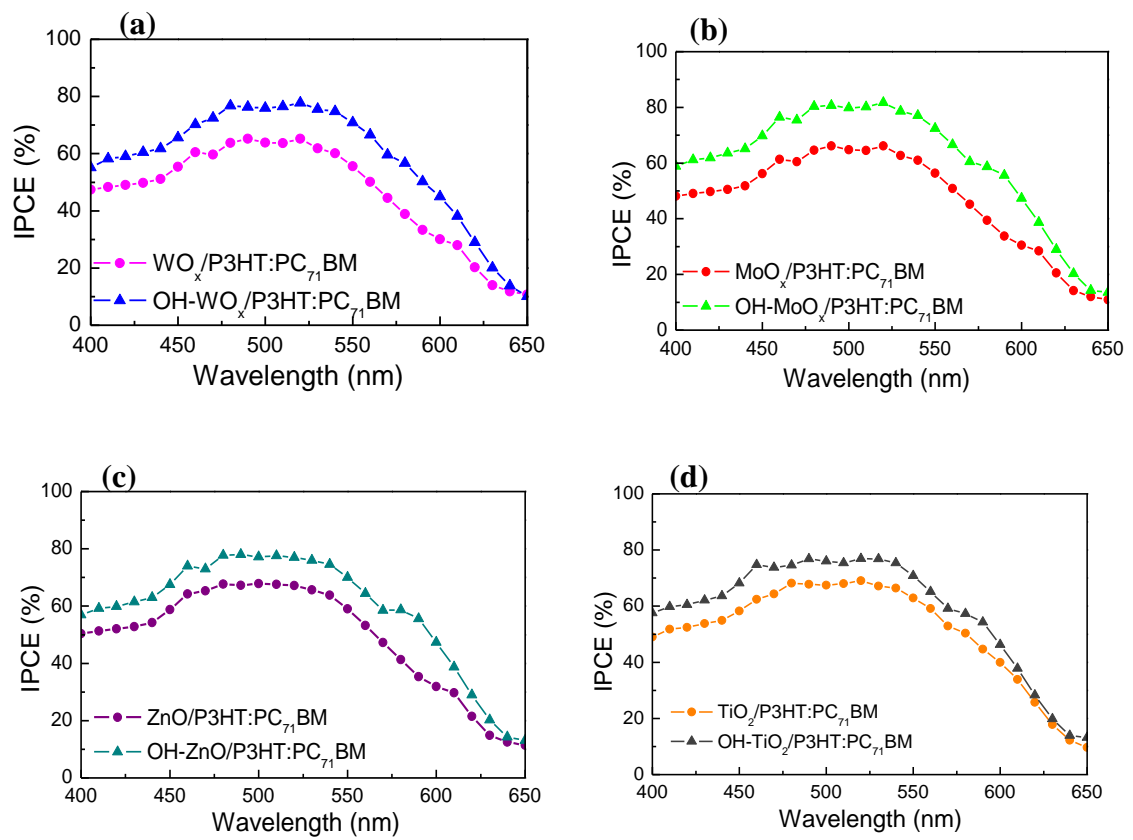 (a)
100
80
60
40
20
0
IPCE (%)
WOₓ/P3HT:PC₇₁BM
OH-WOₓ/P3HT:PC₇₁BM
400 450 500 550 600 650
Wavelength (nm)
(b)
100
80
60
40
20
0
IPCE (%)
MoOₓ/P3HT:PC₇₁BM
OH-MoOₓ/P3HT:PC₇₁BM
400 450 500 550 600 650
Wavelength (nm)
(c)
100
80
60
40
20
0
IPCE (%)
ZnO/P3HT:PC₇₁BM
OH-ZnO/P3HT:PC₇₁BM
400 450 500 550 600 650
Wavelength (nm)
(d)
100
80
60
40
20
0
IPCE (%)
TiO₂/P3HT:PC₇₁BM
OH-TiO₂/P3HT:PC₇₁BM
400 450 500 550 600 650
Wavelength (nm)